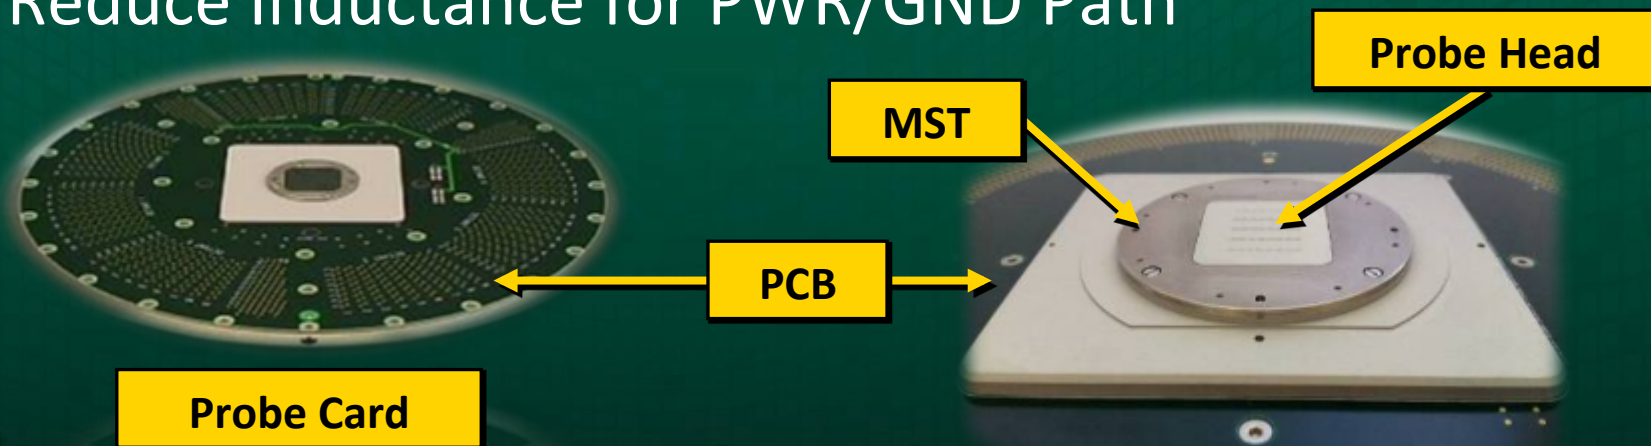 Reduce Inductance for PWR/GND Path
Probe Head
MST
PCB
Probe Card